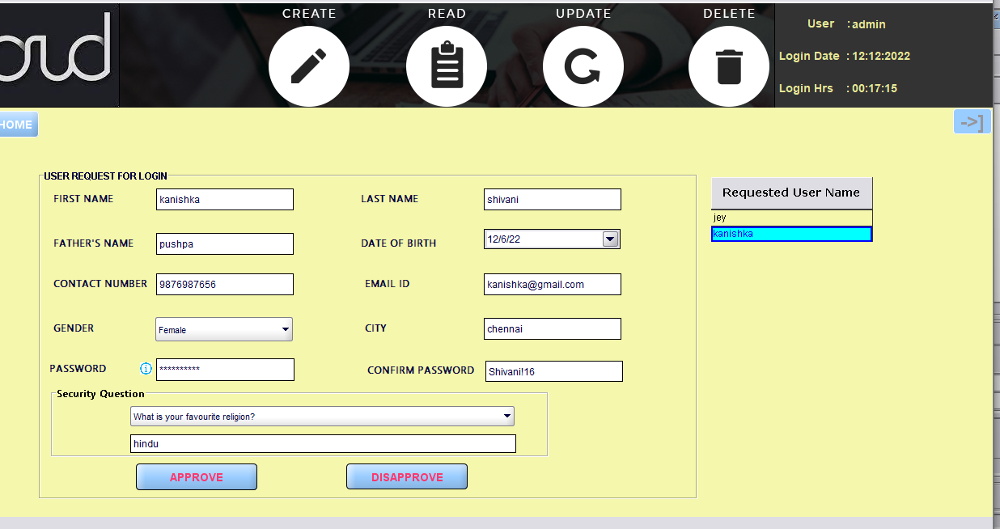 CREATE READ UPDATE DELETE
User : admin
Login Date : 12:12:2022
Login Hrs : 00:17:15
HOME
->]
USER REQUEST FOR LOGIN
FIRST NAME kanishka LAST NAME shivani
FATHER'S NAME pushpa DATE OF BIRTH 12/6/22
CONTACT NUMBER 9876987656 EMAIL ID kanishka@gmail.com
GENDER Female CITY chennai
PASSWORD ********** CONFIRM PASSWORD Shivani!16
Security Question
What is your favourite religion?
hindu
APPROVE DISAPPROVE
Requested User Name
jey
kanishka